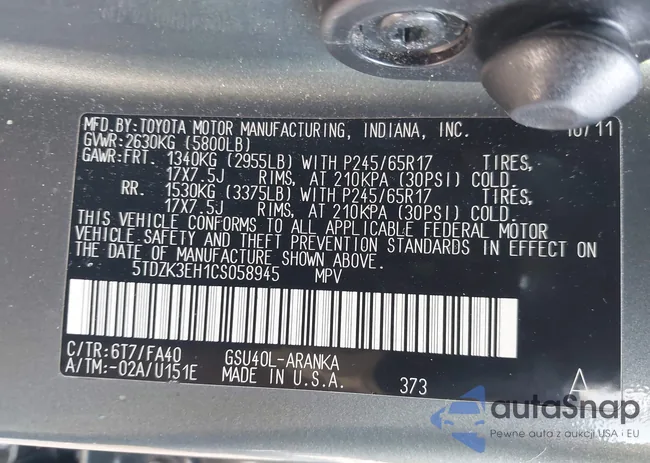 MFD.BY:TOYOTA MOTOR MANUFACTURING, INDIANA, INC. 10/11
GVWR:2630KG (5800LB)
GAWR:FRT. 1340KG (2955LB) WITH P245/65R17 TIRES,
17X7.5J RIMS, AT 210KPA (30PSI) COLD.
RR. 1530KG (3375LB) WITH P245/65R17 TIRES,
17X7.5J RIMS, AT 210KPA (30PSI) COLD.
THIS VEHICLE CONFORMS TO ALL APPLICABLE FEDERAL MOTOR
VEHICLE SAFETY AND THEFT PREVENTION STANDARDS IN EFFECT ON
THE DATE OF MANUFACTURE SHOWN ABOVE.
5TDZK3EH1CS058945 MPV
C/TR:6T7/FA40 GSU40L-ARANKA
A/TM:-02A/U151E MADE IN U.S.A. 373 A
autoSnap
Pewne auta z aukcji USA i EU